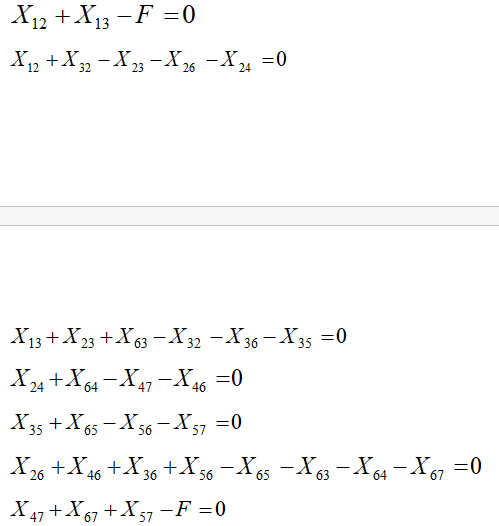 X₁₂ + X₁₃ − F = 0
X₁₂ + X₃₂ − X₂₃ − X₂₆ − X₂₄ = 0
X₁₃ + X₂₃ + X₆₃ − X₃₂ − X₃₆ − X₃₅ = 0
X₂₄ + X₆₄ − X₄₇ − X₄₆ = 0
X₃₅ + X₆₅ − X₅₆ − X₅₇ = 0
X₂₆ + X₄₆ + X₃₆ + X₅₆ − X₆₅ − X₆₃ − X₆₄ − X₆₇ = 0
X₄₇ + X₆₇ + X₅₇ − F = 0